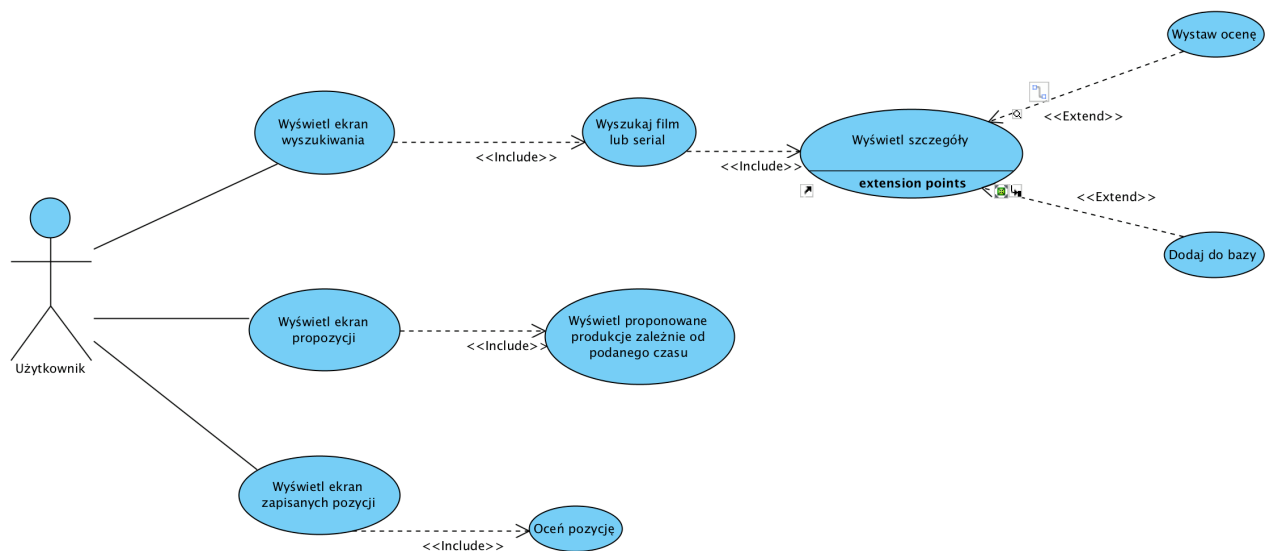 Wystaw ocenę
<<Extend>>
Wyświetl ekran
wyszukiwania
<<Include>>
Wyszukaj film
lub serial
<<Include>>
Wyświetl szczegóły
extension points
<<Extend>>
Dodaj do bazy
Użytkownik
Wyświetl ekran
propozycji
<<Include>>
Wyświetl proponowane
produkcje zależnie od
podanego czasu
Wyświetl ekran
zapisanych pozycji
<<Include>>
Oceń pozycję